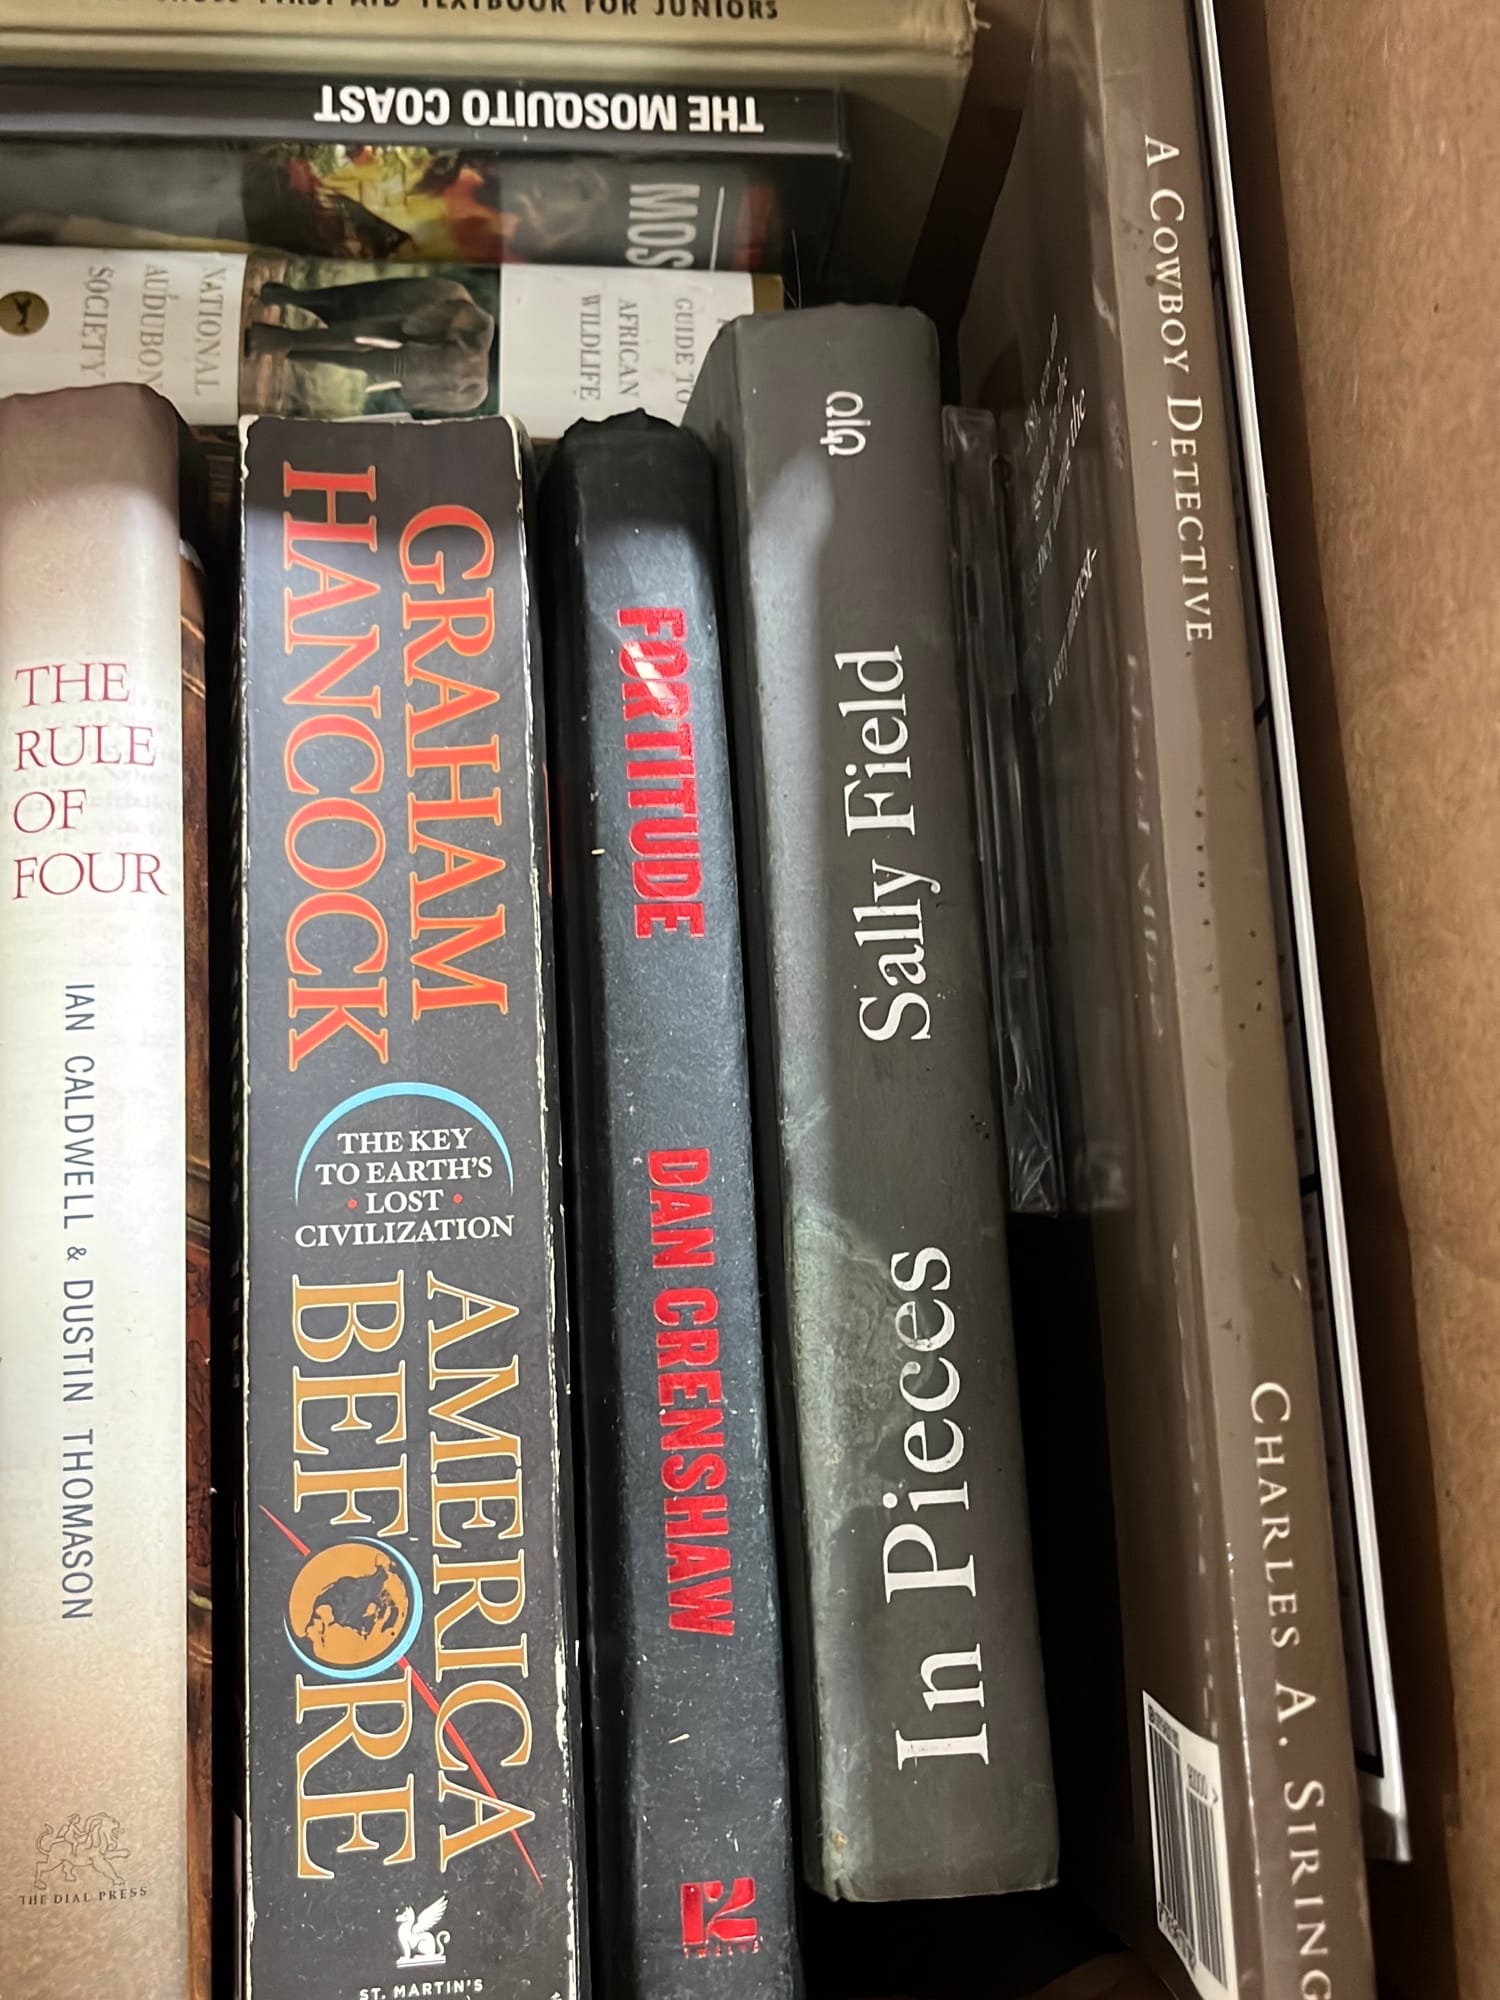 FIRST AID TEXTBOOK FOR JUNIORS
THE MOSQUITO COAST
MOS
NATIONAL
AUDUBON
SOCIETY
GUIDE TO
AFRICAN
WILDLIFE
THE
RULE
OF
FOUR
IAN CALDWELL & DUSTIN THOMASON
THE DIAL PRESS
GRAHAM
HANCOCK
THE KEY
TO EARTH'S
• LOST •
CIVILIZATION
AMERICA
BEFORE
ST. MARTIN'S
FORTITUDE
DAN CRENSHAW
12
TWELVE
Sally Field
In Pieces
A COWBOY DETECTIVE
CHARLES A. SIRING